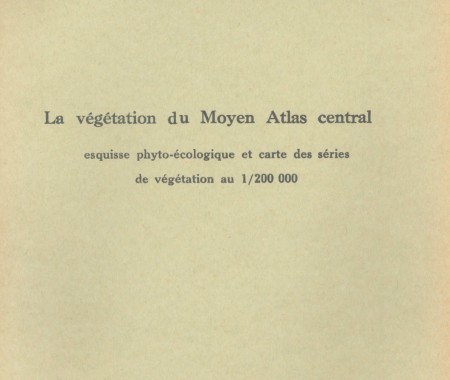 La végétation du Moyen Atlas central
esquisse phyto-écologique et carte des séries
de végétation au 1/200 000